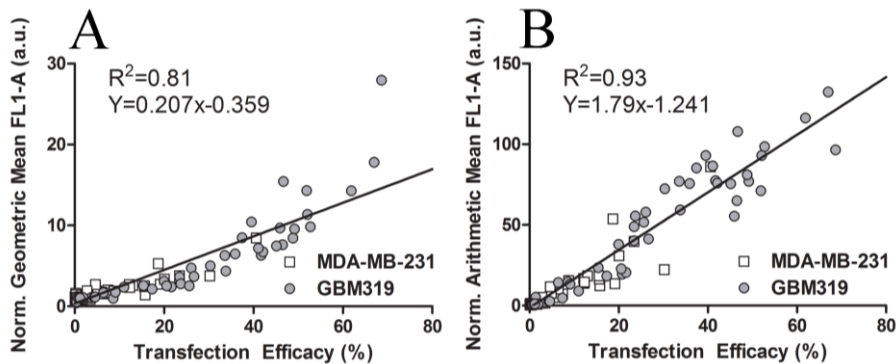 A
Norm. Geometric Mean FL1-A (a.u.)
30
20
10
0
R²=0.81
Y=0.207x-0.359
MDA-MB-231
GBM319
0 20 40 60 80
Transfection Efficacy (%)
B
Norm. Arithmetic Mean FL1-A (a.u.)
150
100
50
0
R²=0.93
Y=1.79x-1.241
MDA-MB-231
GBM319
0 20 40 60 80
Transfection Efficacy (%)